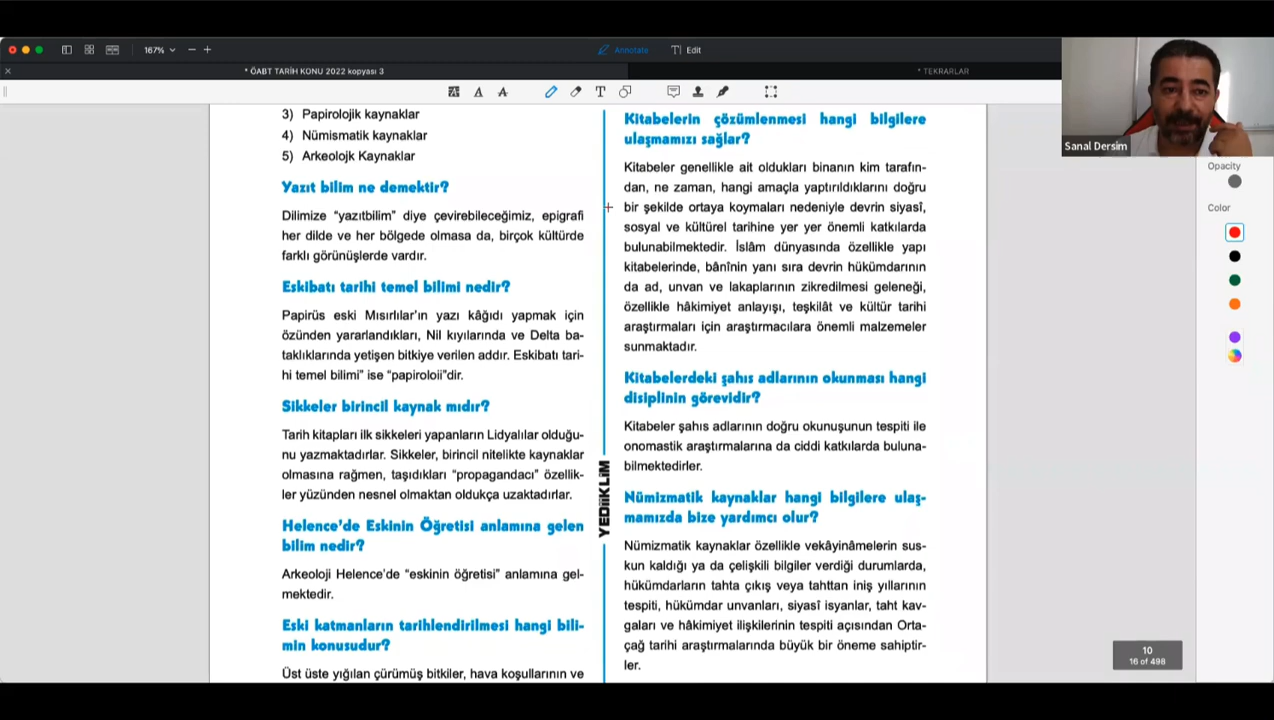 167%
Annotate
Edit
* ÖABT TARİH KONU 2022 kopyası 3
* TEKRARLAR
Sanal Dersim
Opacity
Color
3) Papirolojik kaynaklar
4) Nümismatik kaynaklar
5) Arkeolojk Kaynaklar
Yazıt bilim ne demektir?
Dilimize “yazıtbilim” diye çevirebileceğimiz, epigrafi
her dilde ve her bölgede olmasa da, birçok kültürde
farklı görünüşlerde vardır.
Eskibatı tarihi temel bilimi nedir?
Papirüs eski Mısırlılar’ın yazı kâğıdı yapmak için
özünden yararlandıkları, Nil kıyılarında ve Delta ba-
taklıklarında yetişen bitkiye verilen addır. Eskibatı tari-
hi temel bilimi” ise “papiroloii”dir.
Sikkeler birincil kaynak mıdır?
Tarih kitapları ilk sikkeleri yapanların Lidyalılar olduğu-
nu yazmaktadırlar. Sikkeler, birincil nitelikte kaynaklar
olmasına rağmen, taşıdıkları “propagandacı” özellik-
ler yüzünden nesnel olmaktan oldukça uzaktadırlar.
Helence’de Eskinin Öğretisi anlamına gelen
bilim nedir?
Arkeoloji Helence’de “eskinin öğretisi” anlamına gel-
mektedir.
Eski katmanların tarihlendirilmesi hangi bili-
min konusudur?
Üst üste yığılan çürümüş bitkiler, hava koşullarının ve
YEDİİKLİM
Kitabelerin çözümlenmesi hangi bilgilere
ulaşmamızı sağlar?
Kitabeler genellikle ait oldukları binanın kim tarafın-
dan, ne zaman, hangi amaçla yaptırıldıklarını doğru
bir şekilde ortaya koymaları nedeniyle devrin siyasî,
sosyal ve kültürel tarihine yer yer önemli katkılarda
bulunabilmektedir. İslâm dünyasında özellikle yapı
kitabelerinde, bânînin yanı sıra devrin hükümdarının
da ad, unvan ve lakaplarının zikredilmesi geleneği,
özellikle hâkimiyet anlayışı, teşkilât ve kültür tarihi
araştırmaları için araştırmacılara önemli malzemeler
sunmaktadır.
Kitabelerdeki şahıs adlarının okunması hangi
disiplinin görevidir?
Kitabeler şahıs adlarının doğru okunuşunun tespiti ile
onomastik araştırmalarına da ciddi katkılarda buluna-
bilmektedirler.
Nümizmatik kaynaklar hangi bilgilere ulaş-
mamızda bize yardımcı olur?
Nümizmatik kaynaklar özellikle vekâyinâmelerin sus-
kun kaldığı ya da çelişkili bilgiler verdiği durumlarda,
hükümdarların tahta çıkış veya tahttan iniş yıllarının
tespiti, hükümdar unvanları, siyasî isyanlar, taht kav-
gaları ve hâkimiyet ilişkilerinin tespiti açısından Orta-
çağ tarihi araştırmalarında büyük bir öneme sahiptir-
ler.
10
16 of 498